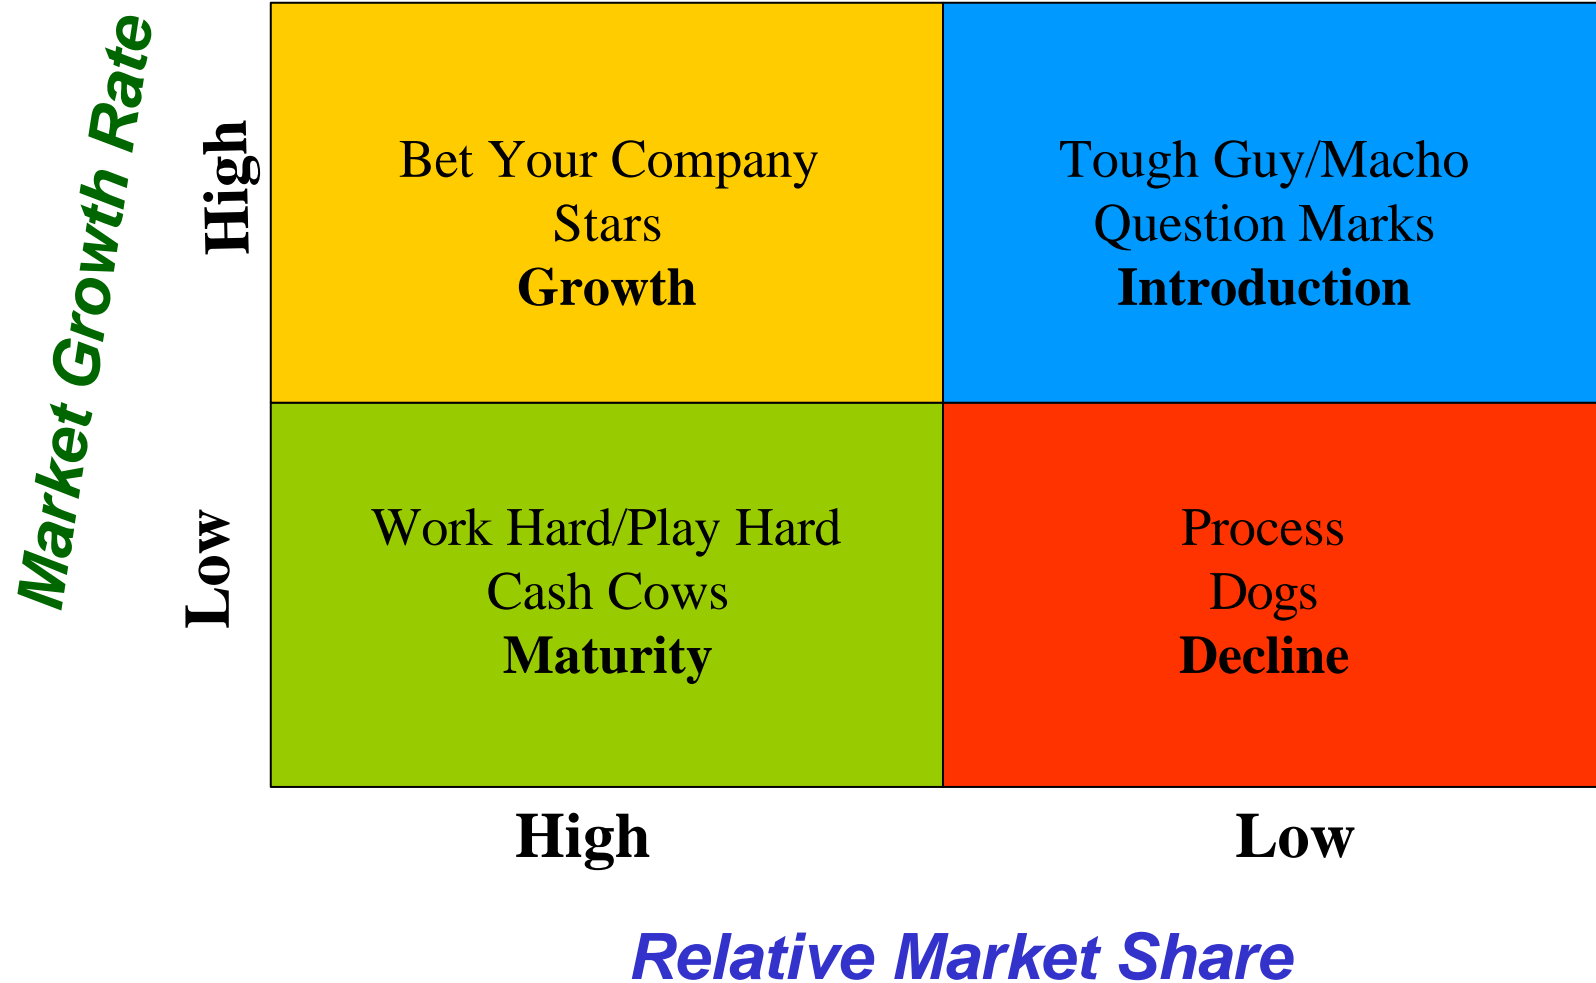 Market Growth Rate
High
Bet Your Company
Stars
Growth
Tough Guy/Macho
Question Marks
Introduction
Low
Work Hard/Play Hard
Cash Cows
Maturity
Process
Dogs
Decline
High
Low
Relative Market Share